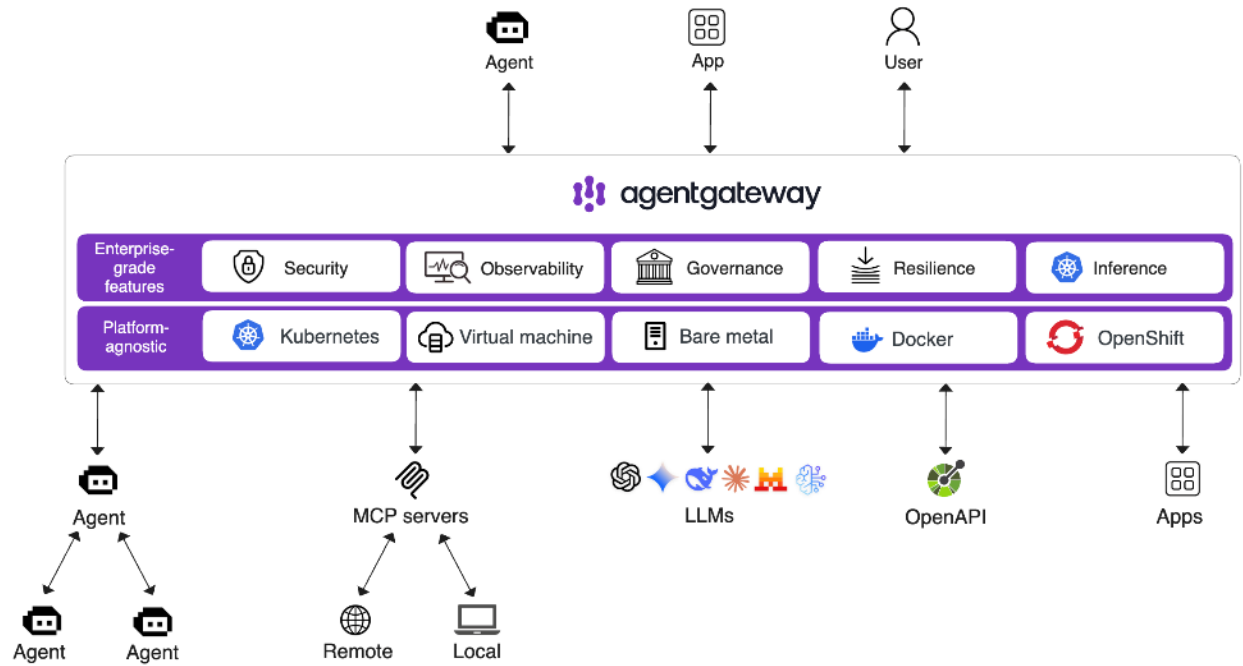 Agent
App
User
agentgateway
Enterprise-
grade
features
Security
Observability
Governance
Resilience
Inference
Platform-
agnostic
Kubernetes
Virtual machine
Bare metal
Docker
OpenShift
Agent
MCP servers
LLMs
OpenAPI
Apps
Agent
Agent
Remote
Local